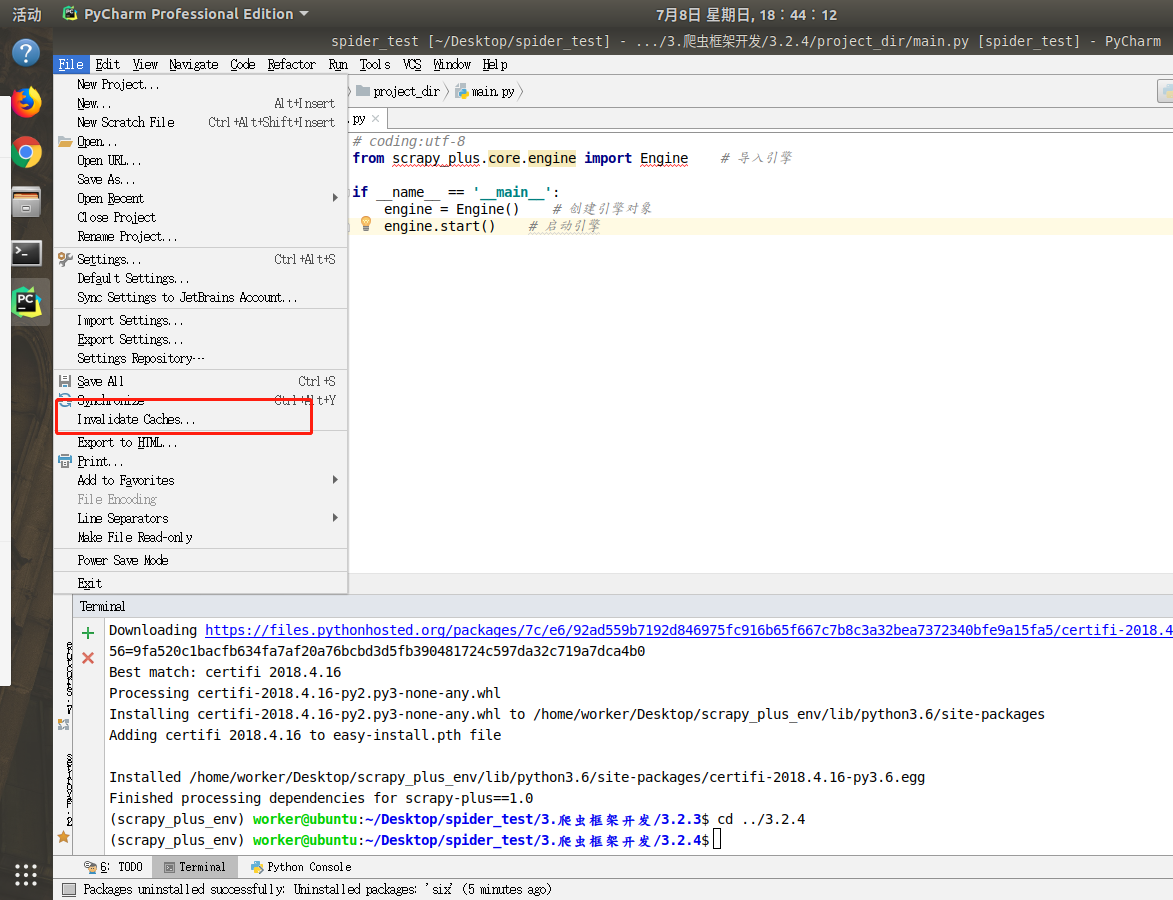 活动 PyCharm Professional Edition 7月8日 星期日, 18：44：12
spider_test [~/Desktop/spider_test] - .../3.爬虫框架开发/3.2.4/project_dir/main.py [spider_test] - PyCharm
File Edit View Navigate Code Refactor Run Tools VCS Window Help
New Project...
New... Alt+Insert
New Scratch File Ctrl+Alt+Shift+Insert
Open...
Open URL...
Save As...
Open Recent
Close Project
Rename Project...
Settings... Ctrl+Alt+S
Default Settings...
Sync Settings to JetBrains Account...
Import Settings...
Export Settings...
Settings Repository...
Save All Ctrl+S
Synchronize Ctrl+Alt+Y
Invalidate Caches...
Export to HTML...
Print...
Add to Favorites
File Encoding
Line Separators
Make File Read-only
Power Save Mode
Exit
project_dir main.py
.py
# coding:utf-8
from scrapy_plus.core.engine import Engine # 导入引擎
if __name__ == '__main__':
engine = Engine() # 创建引擎对象
engine.start() # 启动引擎
Terminal
Downloading https://files.pythonhosted.org/packages/7c/e6/92ad559b7192d846975fc916b65f667c7b8c3a32bea7372340bfe9a15fa5/certifi-2018.4
56=9fa520c1bacfb634fa7af20a76bcbd3d5fb390481724c597da32c719a7dca4b0
Best match: certifi 2018.4.16
Processing certifi-2018.4.16-py2.py3-none-any.whl
Installing certifi-2018.4.16-py2.py3-none-any.whl to /home/worker/Desktop/scrapy_plus_env/lib/python3.6/site-packages
Adding certifi 2018.4.16 to easy-install.pth file
Installed /home/worker/Desktop/scrapy_plus_env/lib/python3.6/site-packages/certifi-2018.4.16-py3.6.egg
Finished processing dependencies for scrapy-plus==1.0
(scrapy_plus_env) worker@ubuntu:~/Desktop/spider_test/3.爬虫框架开发/3.2.3$ cd ../3.2.4
(scrapy_plus_env) worker@ubuntu:~/Desktop/spider_test/3.爬虫框架开发/3.2.4$
6: TODO Terminal Python Console
Packages uninstalled successfully: Uninstalled packages: 'six' (5 minutes ago)